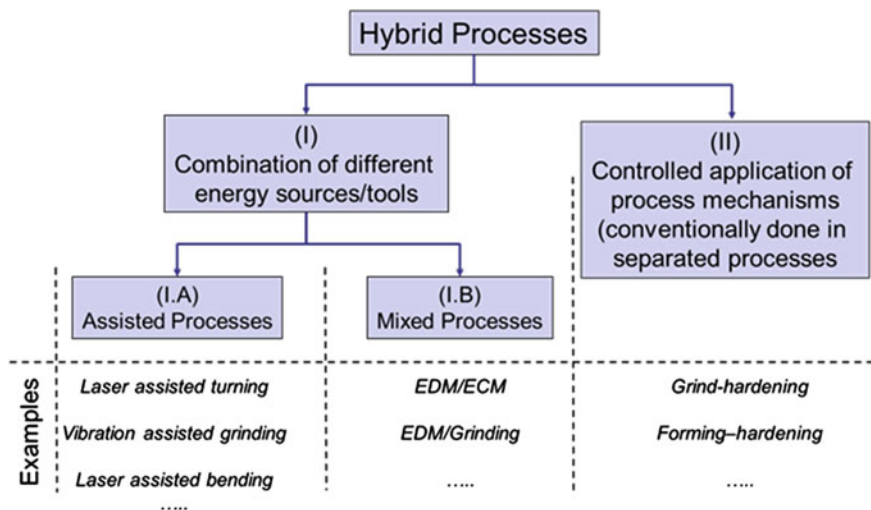 Hybrid Processes
(I)
Combination of different
energy sources/tools
(II)
Controlled application of
process mechanisms
(conventionally done in
separated processes
(I.A)
Assisted Processes
(I.B)
Mixed Processes
Examples
Laser assisted turning
Vibration assisted grinding
Laser assisted bending
.....
EDM/ECM
EDM/Grinding
.....
Grind-hardening
Forming–hardening
.....